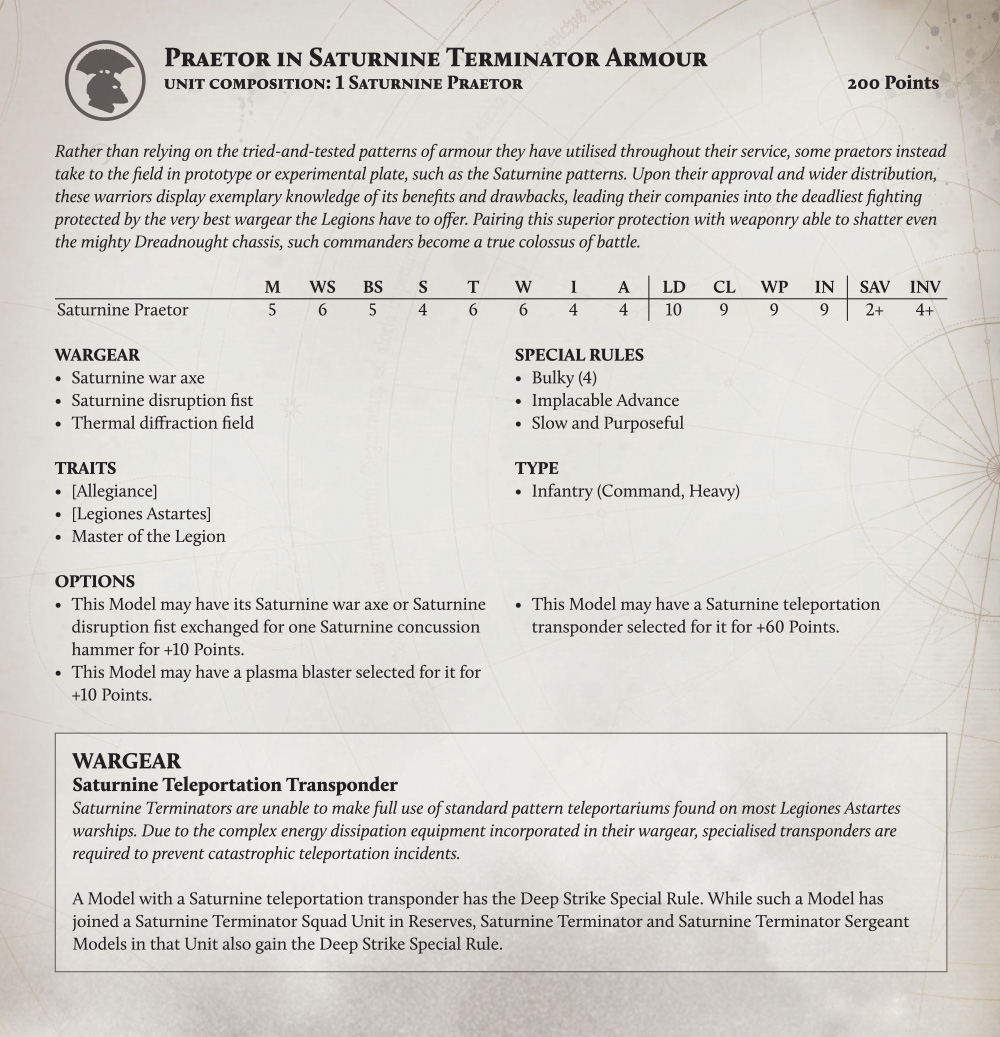 Praetor in Saturnine Terminator Armour
unit composition: 1 Saturnine Praetor
200 Points
Rather than relying on the tried-and-tested patterns of armour they have utilised throughout their service, some praetors instead
take to the field in prototype or experimental plate, such as the Saturnine patterns. Upon their approval and wider distribution,
these warriors display exemplary knowledge of its benefits and drawbacks, leading their companies into the deadliest fighting
protected by the very best wargear the Legions have to offer. Pairing this superior protection with weaponry able to shatter even
the mighty Dreadnought chassis, such commanders become a true colossus of battle.
M WS BS S T W I A LD CL WP IN SAV INV
Saturnine Praetor 5 6 5 4 6 6 4 4 10 9 9 9 2+ 4+
WARGEAR
• Saturnine war axe
• Saturnine disruption fist
• Thermal diffraction field
SPECIAL RULES
• Bulky (4)
• Implacable Advance
• Slow and Purposeful
TRAITS
• [Allegiance]
• [Legiones Astartes]
• Master of the Legion
TYPE
• Infantry (Command, Heavy)
OPTIONS
• This Model may have its Saturnine war axe or Saturnine
disruption fist exchanged for one Saturnine concussion
hammer for +10 Points.
• This Model may have a plasma blaster selected for it for
+10 Points.
• This Model may have a Saturnine teleportation
transponder selected for it for +60 Points.
WARGEAR
Saturnine Teleportation Transponder
Saturnine Terminators are unable to make full use of standard pattern teleportariums found on most Legiones Astartes
warships. Due to the complex energy dissipation equipment incorporated in their wargear, specialised transponders are
required to prevent catastrophic teleportation incidents.
A Model with a Saturnine teleportation transponder has the Deep Strike Special Rule. While such a Model has
joined a Saturnine Terminator Squad Unit in Reserves, Saturnine Terminator and Saturnine Terminator Sergeant
Models in that Unit also gain the Deep Strike Special Rule.